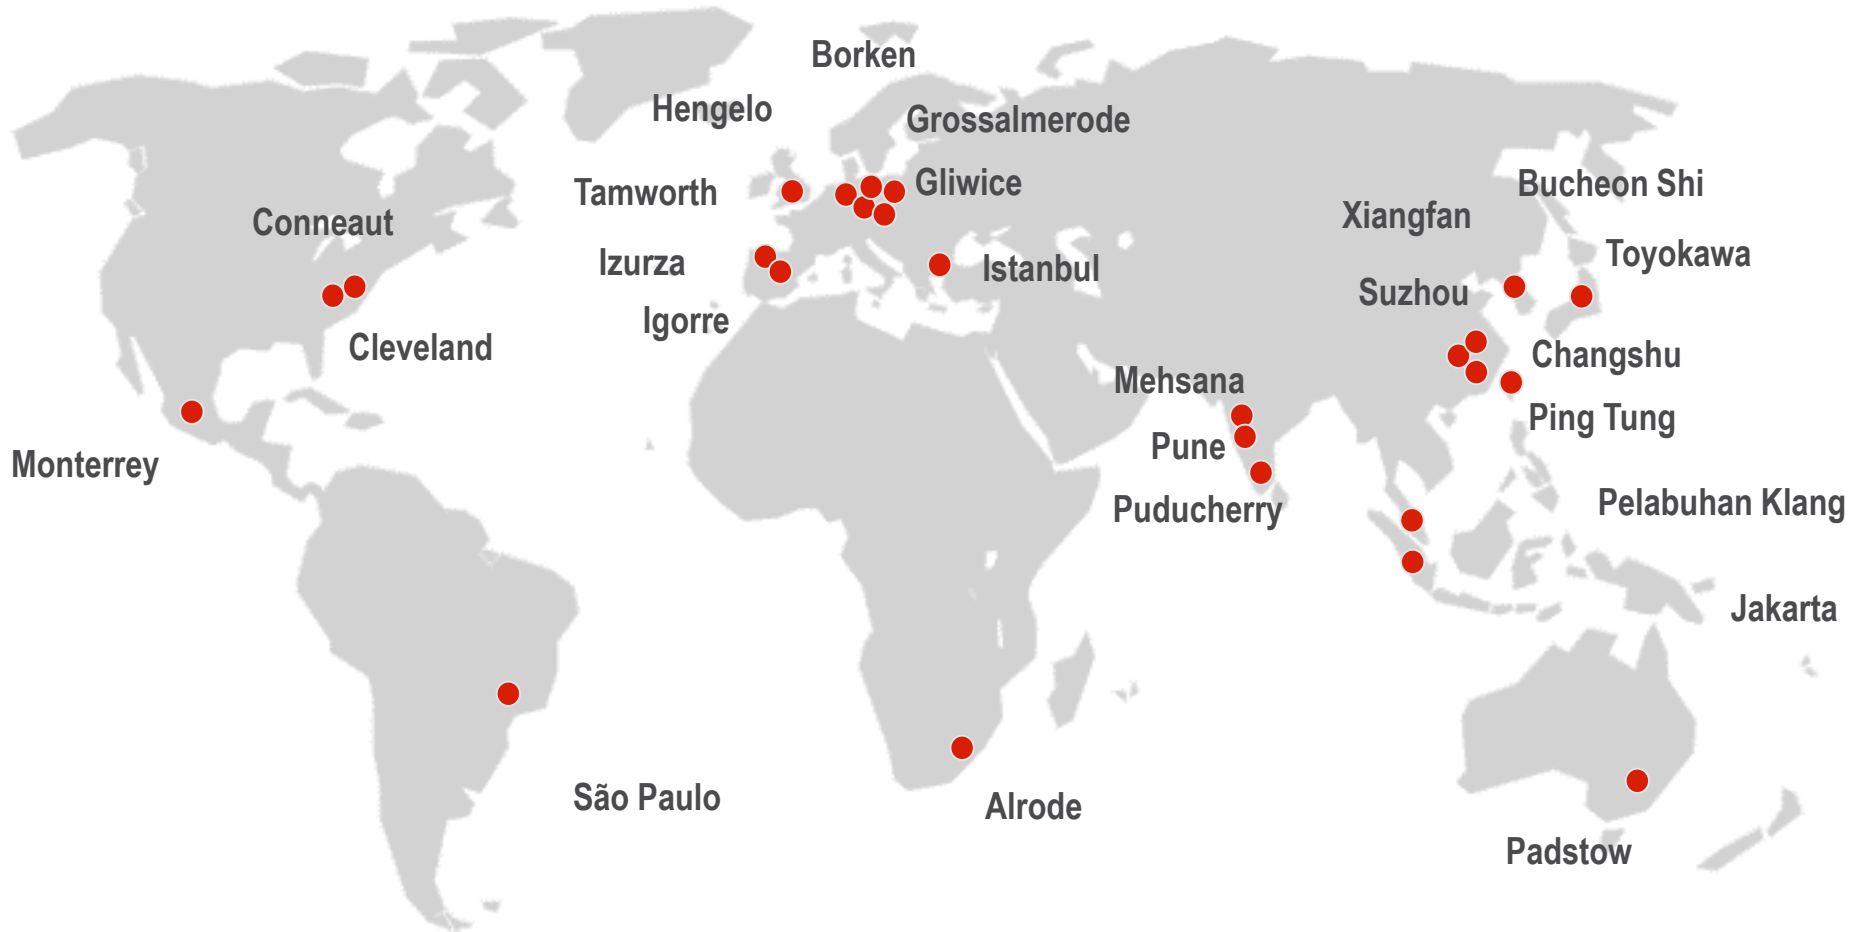 Borken
Hengelo
Grossalmerode
Tamworth
Gliwice
Bucheon Shi
Conneaut
Xiangfan
Izurza
Istanbul
Toyokawa
Suzhou
Igorre
Cleveland
Changshu
Mehsana
Ping Tung
Monterrey
Pune
Puducherry
Pelabuhan Klang
Jakarta
São Paulo
Alrode
Padstow